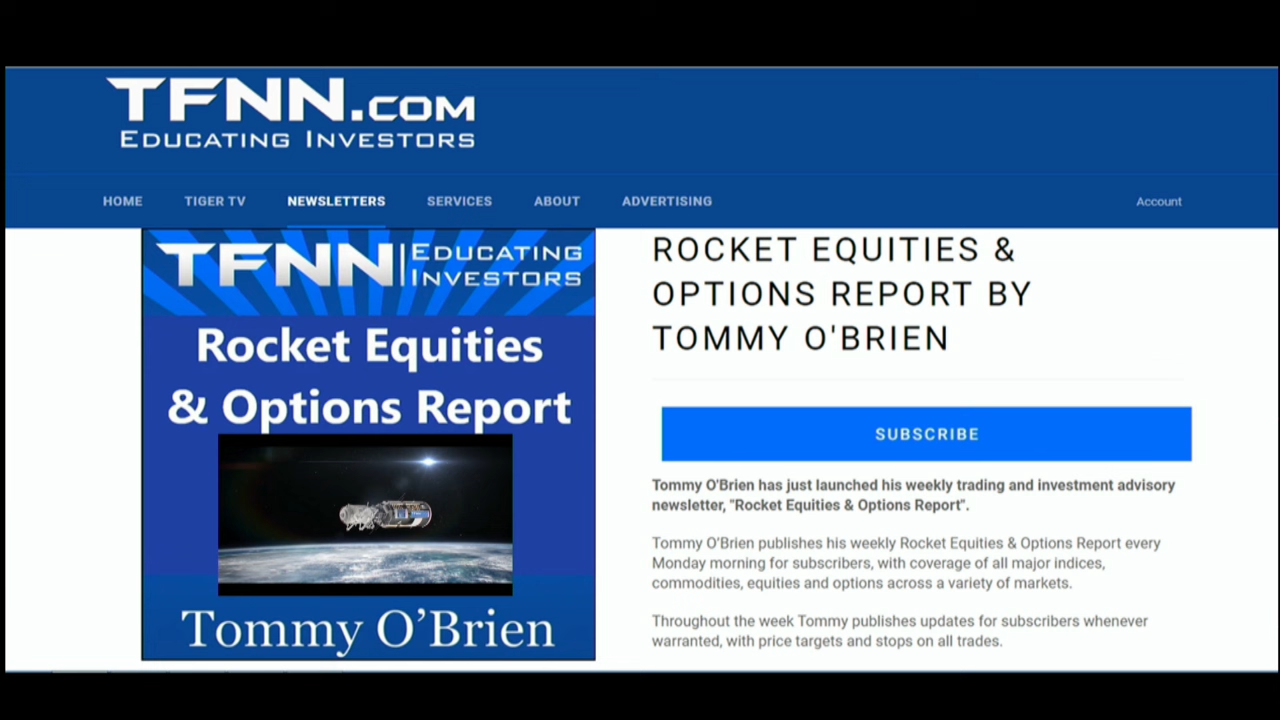 TFNN.COM
EDUCATING INVESTORS
HOME TIGER TV NEWSLETTERS SERVICES ABOUT ADVERTISING Account
TFNN EDUCATING
INVESTORS
Rocket Equities
& Options Report
Tommy O’Brien
ROCKET EQUITIES &
OPTIONS REPORT BY
TOMMY O'BRIEN
SUBSCRIBE
Tommy O'Brien has just launched his weekly trading and investment advisory
newsletter, "Rocket Equities & Options Report".
Tommy O’Brien publishes his weekly Rocket Equities & Options Report every
Monday morning for subscribers, with coverage of all major indices,
commodities, equities and options across a variety of markets.
Throughout the week Tommy publishes updates for subscribers whenever
warranted, with price targets and stops on all trades.